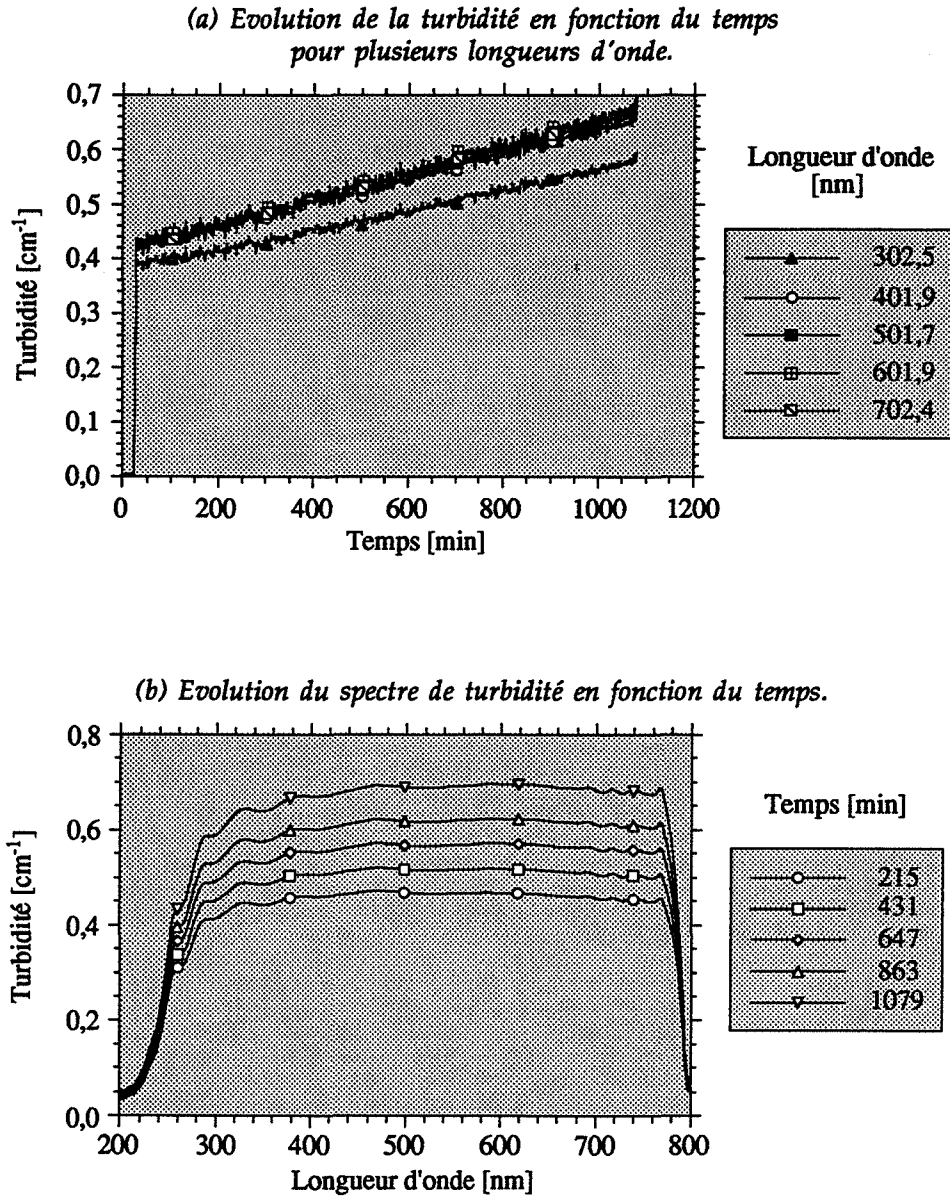 (a) Evolution de la turbidité en fonction du temps
pour plusieurs longueurs d'onde.
0,7
0,6
0,5
0,4
0,3
0,2
0,1
0,0
Turbidité [cm-1]
0 200 400 600 800 1000 1200
Temps [min]
Longueur d'onde
[nm]
302,5
401,9
501,7
601,9
702,4
(b) Evolution du spectre de turbidité en fonction du temps.
0,8
0,6
0,4
0,2
0,0
Turbidité [cm-1]
200 300 400 500 600 700 800
Longueur d'onde [nm]
Temps [min]
215
431
647
863
1079